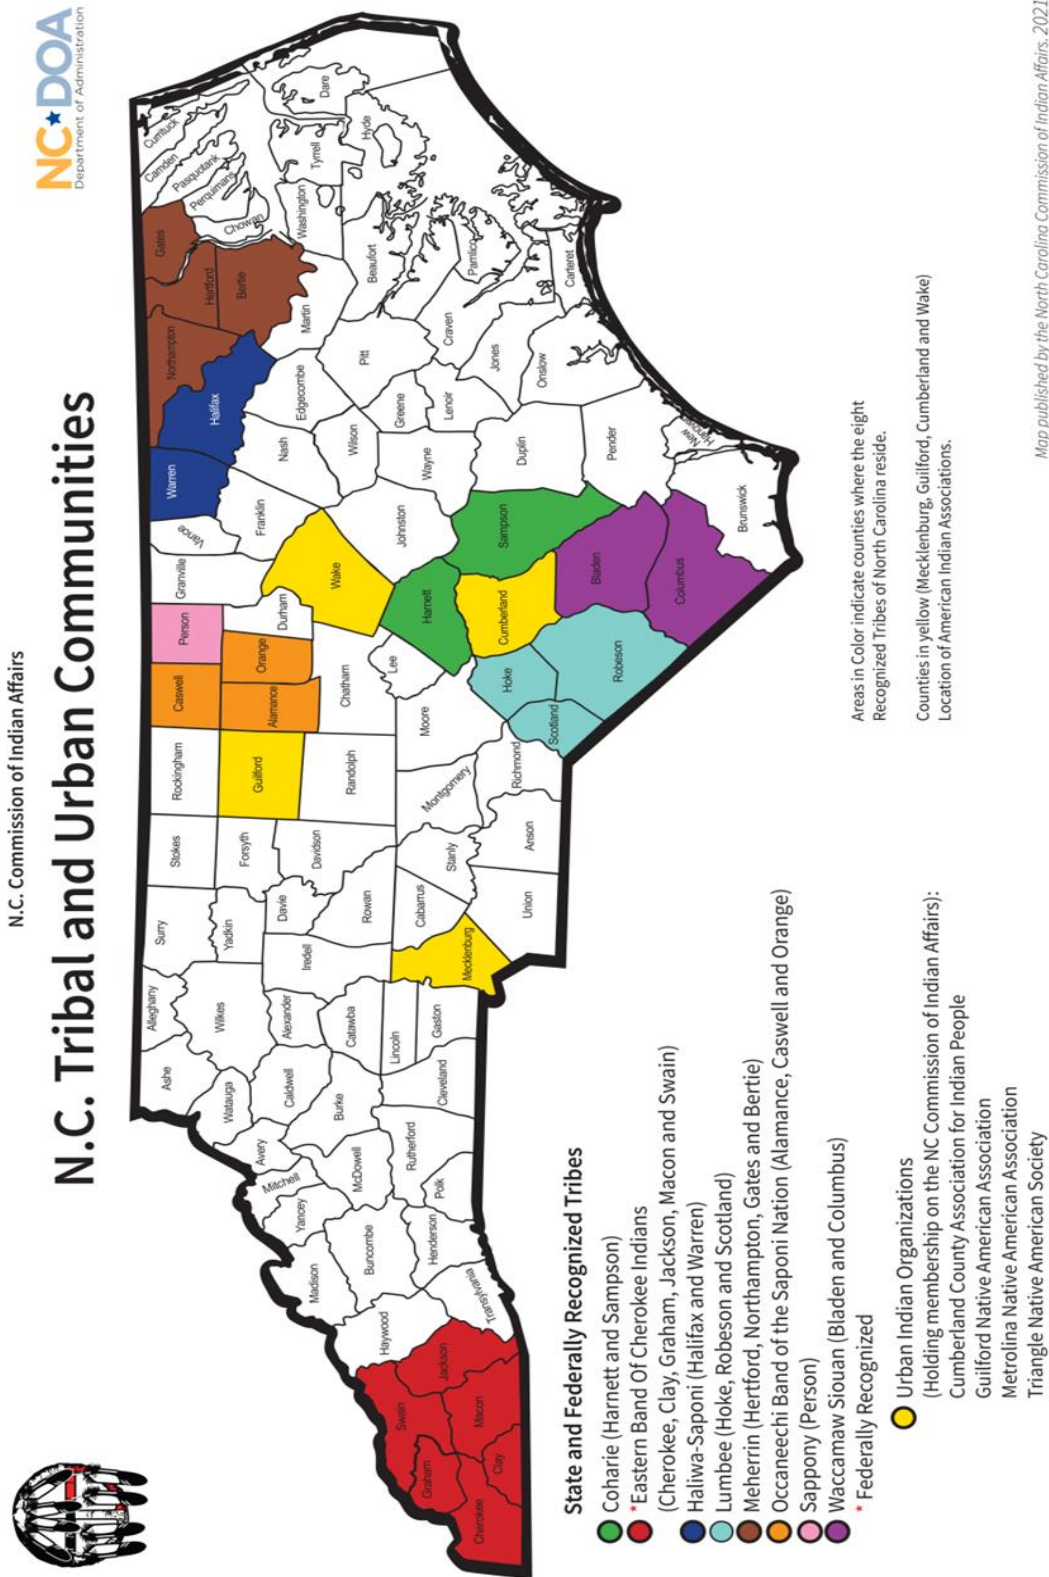 N.C. Commission of Indian Affairs
N.C. Tribal and Urban Communities
NC★DOA
Department of Administration
Cherokee
Graham
Clay
Swain
Macon
Jackson
Haywood
Transylvania
Madison
Buncombe
Henderson
Yancey
Mitchell
McDowell
Polk
Rutherford
Avery
Burke
Cleveland
Watauga
Caldwell
Ashe
Alleghany
Wilkes
Alexander
Catawba
Lincoln
Gaston
Surry
Yadkin
Iredell
Davie
Rowan
Cabarrus
Mecklenburg
Union
Stokes
Forsyth
Davidson
Stanly
Anson
Rockingham
Guilford
Randolph
Montgomery
Richmond
Caswell
Alamance
Orange
Chatham
Moore
Lee
Scotland
Hoke
Robeson
Person
Durham
Granville
Vance
Wake
Harnett
Cumberland
Bladen
Columbus
Brunswick
Warren
Franklin
Johnston
Sampson
Halifax
Nash
Wilson
Wayne
Duplin
Pender
New Hanover
Northampton
Edgecombe
Greene
Lenoir
Pitt
Jones
Onslow
Craven
Hertford
Gates
Bertie
Martin
Beaufort
Pamlico
Carteret
Chowan
Perquimans
Pasquotank
Camden
Currituck
Washington
Tyrrell
Dare
Hyde
State and Federally Recognized Tribes
Coharie (Harnett and Sampson)
*Eastern Band Of Cherokee Indians
(Cherokee, Clay, Graham, Jackson, Macon and Swain)
Haliwa-Saponi (Halifax and Warren)
Lumbee (Hoke, Robeson and Scotland)
Meherrin (Hertford, Northampton, Gates and Bertie)
Occaneechi Band of the Saponi Nation (Alamance, Caswell and Orange)
Sappony (Person)
Waccamaw Siouan (Bladen and Columbus)
* Federally Recognized
Urban Indian Organizations
(Holding membership on the NC Commission of Indian Affairs):
Cumberland County Association for Indian People
Guilford Native American Association
Metrolina Native American Association
Triangle Native American Society
Areas in Color indicate counties where the eight
Recognized Tribes of North Carolina reside.
Counties in yellow (Mecklenburg, Guilford, Cumberland and Wake)
Location of American Indian Associations.
Map published by the North Carolina Commission of Indian Affairs, 2021